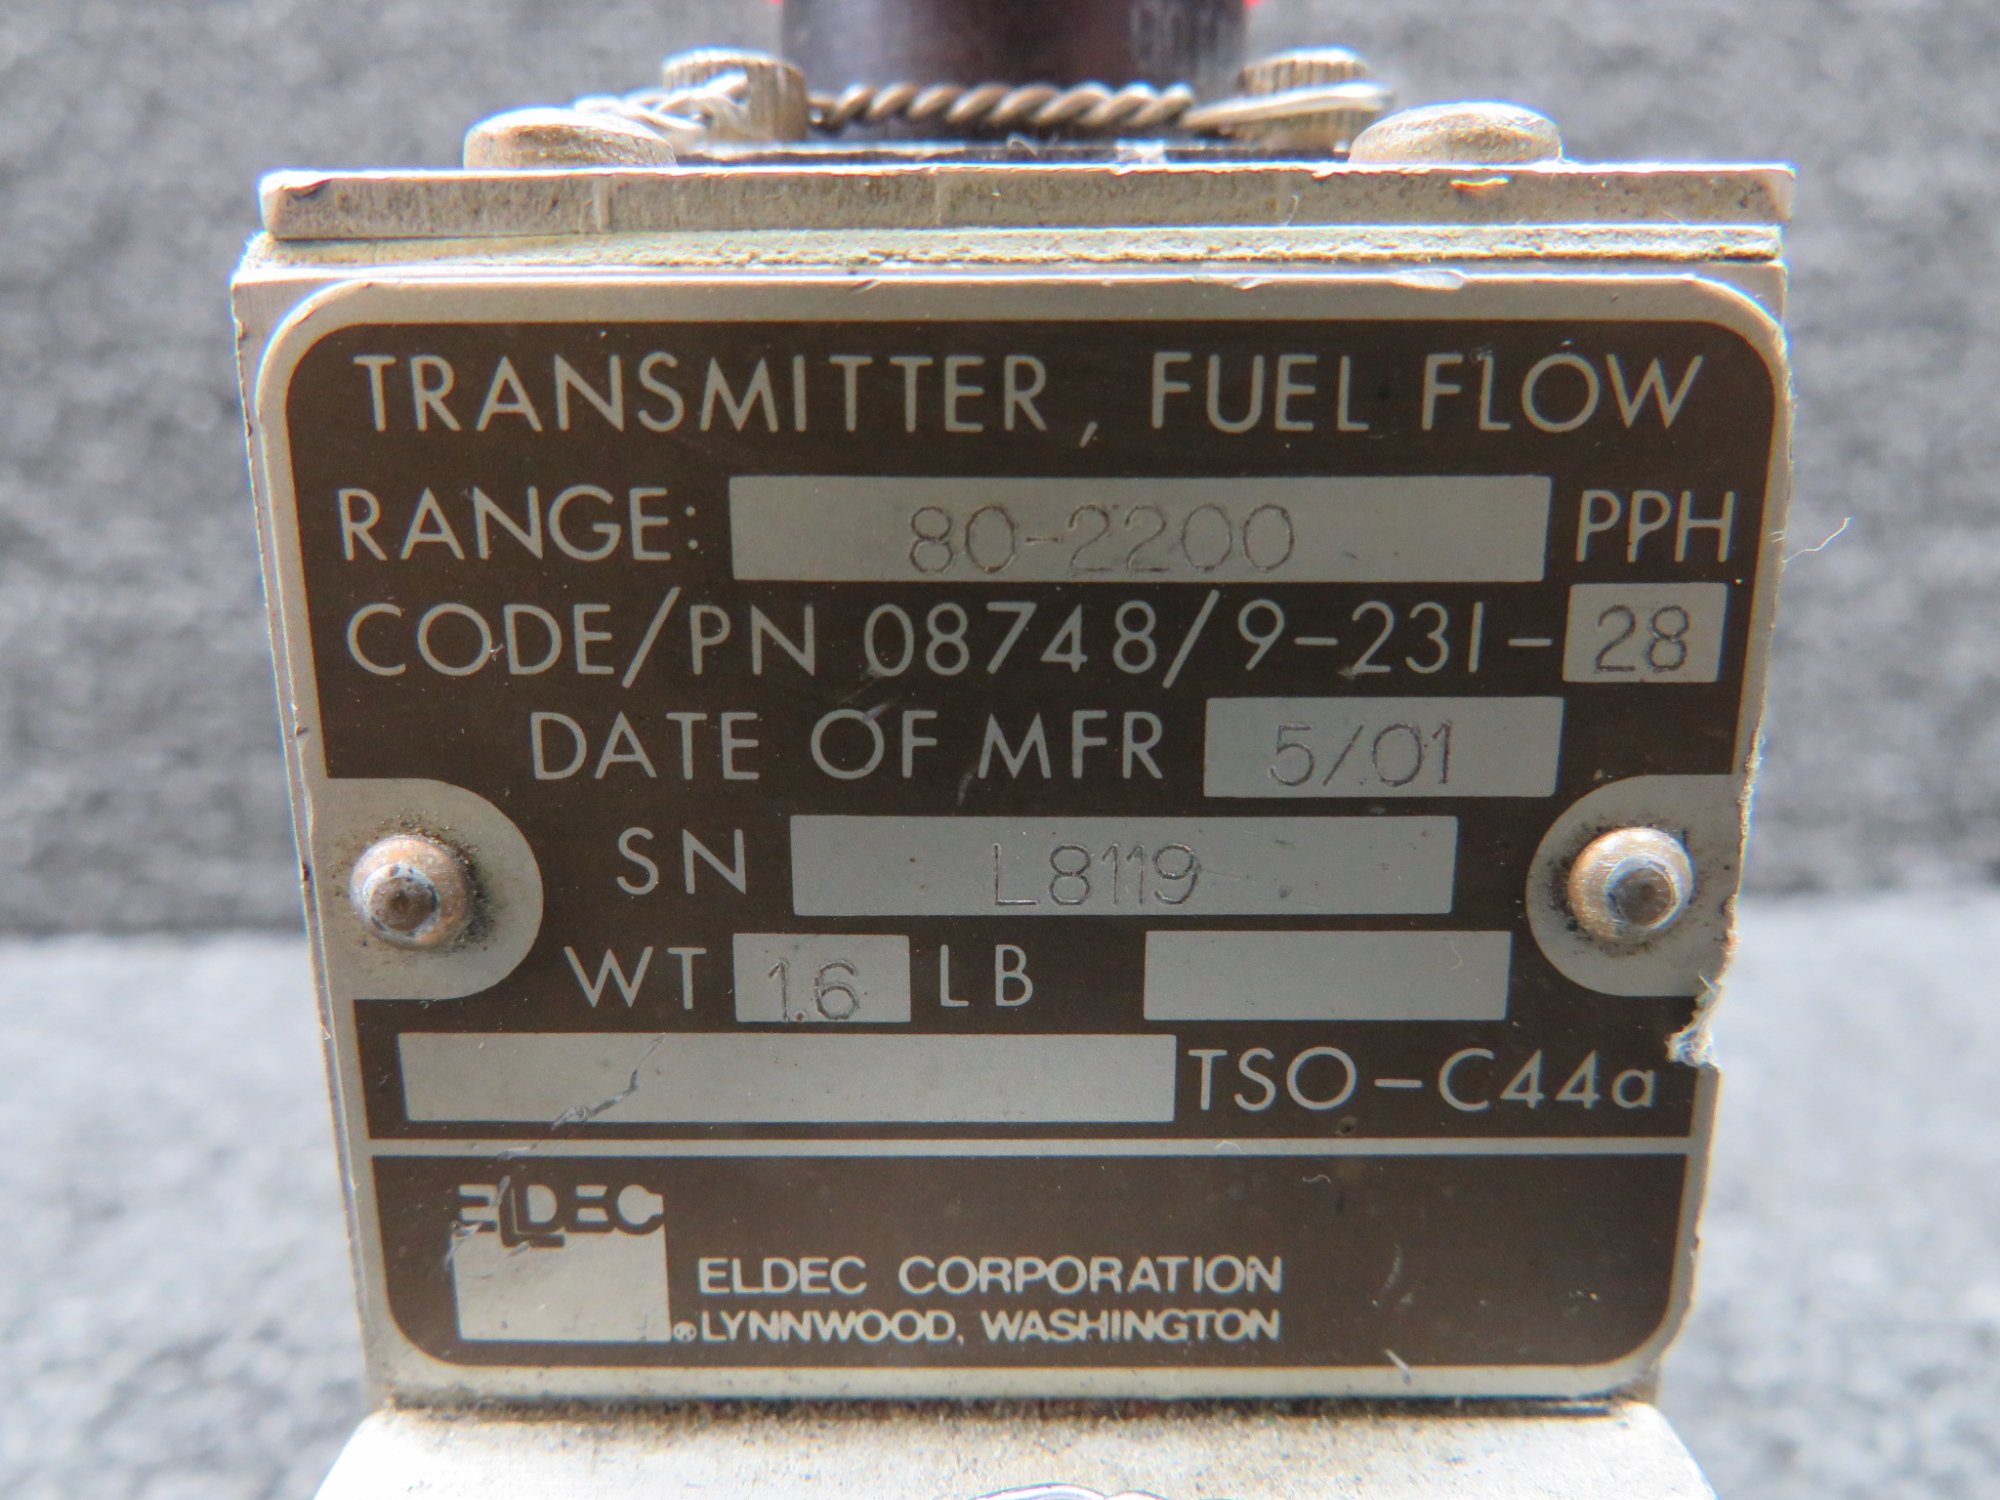 TRANSMITTER, FUEL FLOW
RANGE: 80-2200 PPH
CODE/PN 08748/9-231-28
DATE OF MFR 5/01
SN L8119
WT 1.6 LB
TSO-C44a
ELDEC
ELDEC CORPORATION
® LYNNWOOD, WASHINGTON